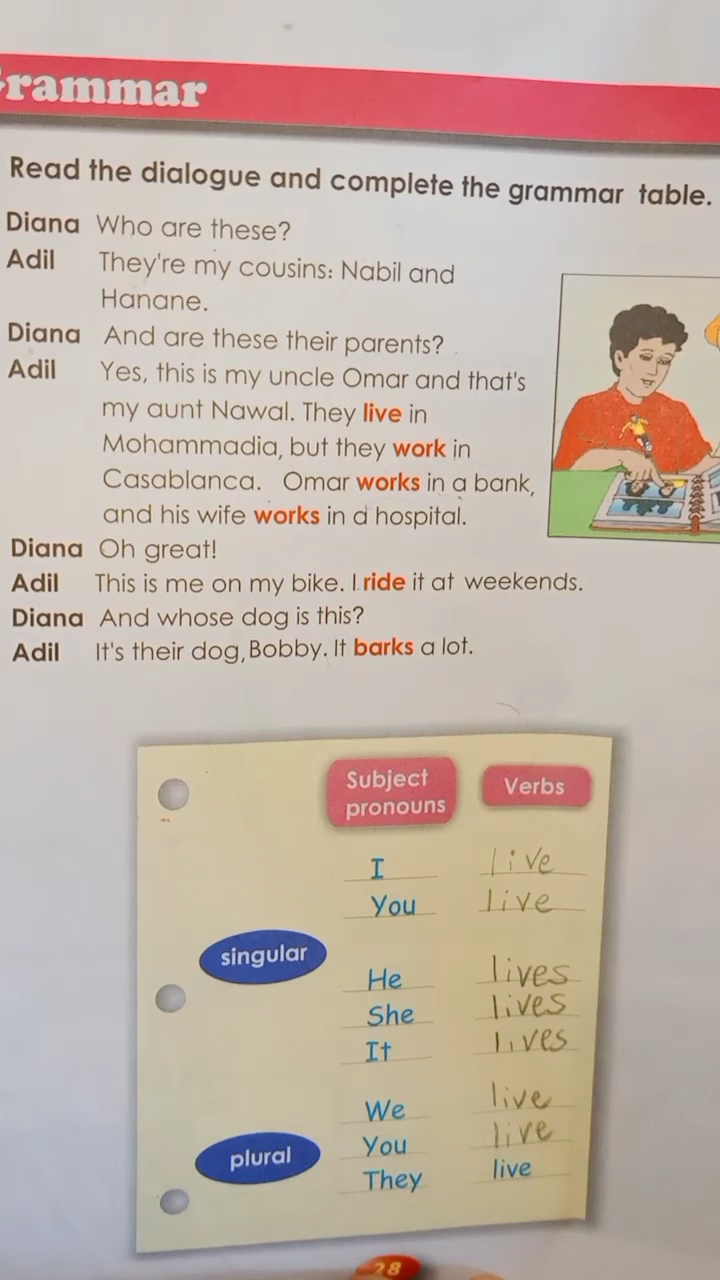 Grammar
Read the dialogue and complete the grammar table.
Diana Who are these?
Adil They're my cousins: Nabil and
Hanane.
Diana And are these their parents?
Adil Yes, this is my uncle Omar and that's
my aunt Nawal. They live in
Mohammadia, but they work in
Casablanca. Omar works in a bank,
and his wife works in a hospital.
Diana Oh great!
Adil This is me on my bike. I ride it at weekends.
Diana And whose dog is this?
Adil It's their dog, Bobby. It barks a lot.
Subject pronouns Verbs
I live
You live
singular
He lives
She lives
It lives
We live
You live
plural
They live
28